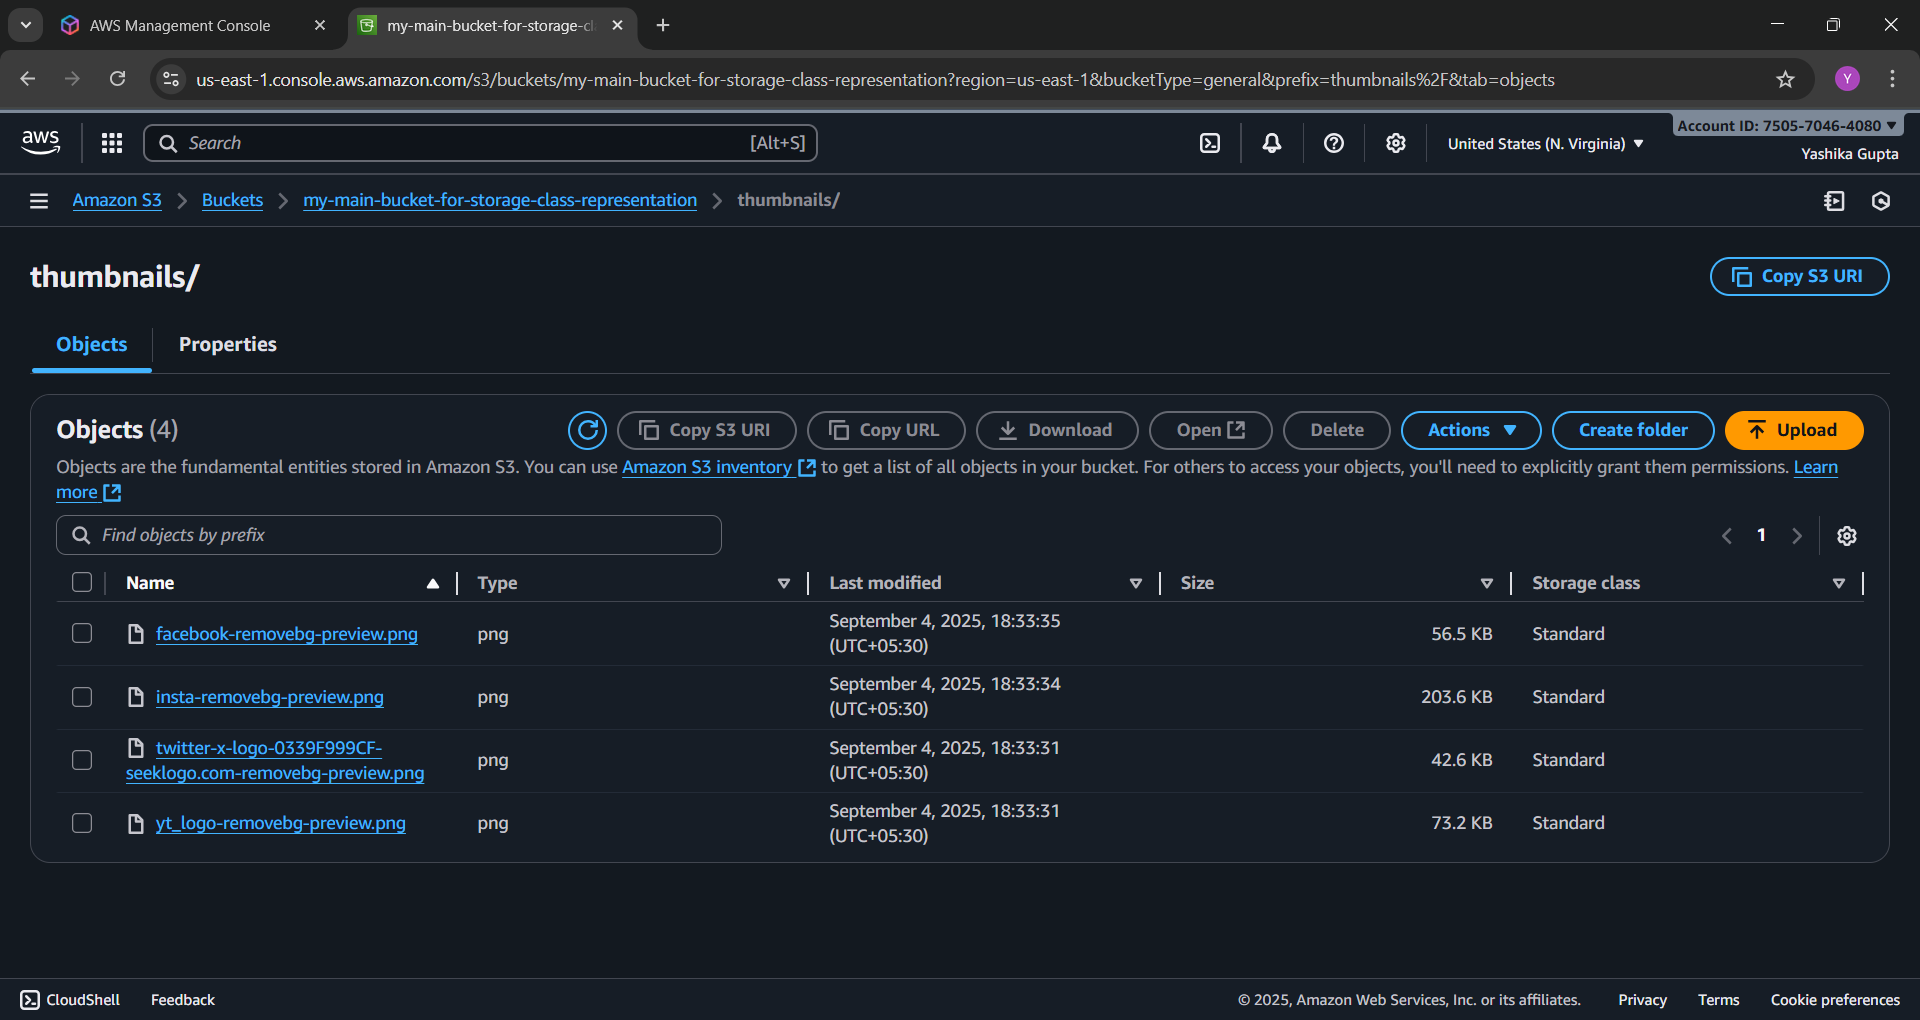 AWS Management Console
my-main-bucket-for-storage-cl
us-east-1.console.aws.amazon.com/s3/buckets/my-main-bucket-for-storage-class-representation?region=us-east-1&bucketType=general&prefix=thumbnails%2F&tab=objects
Y
aws
Search
[Alt+S]
United States (N. Virginia)
Account ID: 7505-7046-4080
Yashika Gupta
Amazon S3
Buckets
my-main-bucket-for-storage-class-representation
thumbnails/
thumbnails/
Copy S3 URI
Objects
Properties
Objects (4)
Copy S3 URI
Copy URL
Download
Open
Delete
Actions
Create folder
Upload
Objects are the fundamental entities stored in Amazon S3. You can use Amazon S3 inventory to get a list of all objects in your bucket. For others to access your objects, you'll need to explicitly grant them permissions. Learn
more
Find objects by prefix
1
Name
Type
Last modified
Size
Storage class
facebook-removebg-preview.png
png
September 4, 2025, 18:33:35
(UTC+05:30)
56.5 KB
Standard
insta-removebg-preview.png
png
September 4, 2025, 18:33:34
(UTC+05:30)
203.6 KB
Standard
twitter-x-logo-0339F999CF-
seeklogo.com-removebg-preview.png
png
September 4, 2025, 18:33:31
(UTC+05:30)
42.6 KB
Standard
yt_logo-removebg-preview.png
png
September 4, 2025, 18:33:31
(UTC+05:30)
73.2 KB
Standard
CloudShell
Feedback
© 2025, Amazon Web Services, Inc. or its affiliates.
Privacy
Terms
Cookie preferences